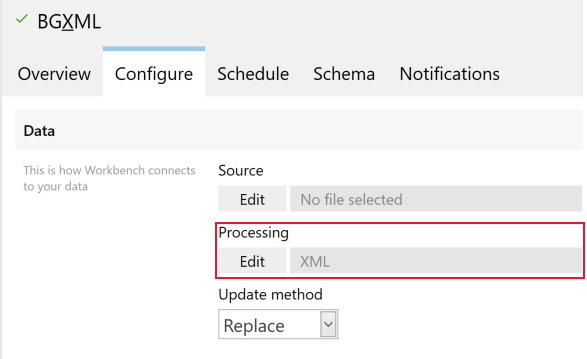 BGXML
Overview Configure Schedule Schema Notifications
Data
This is how Workbench connects
to your data
Source
Edit No file selected
Processing
Edit XML
Update method
Replace